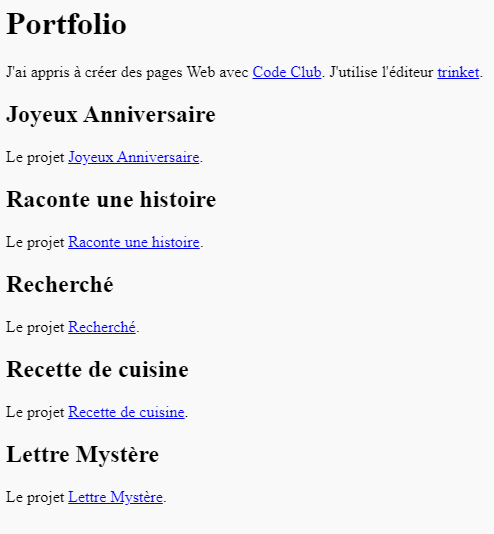 Portfolio
J'ai appris à créer des pages Web avec Code Club. J'utilise l'éditeur trinket.
Joyeux Anniversaire
Le projet Joyeux Anniversaire.
Raconte une histoire
Le projet Raconte une histoire.
Recherché
Le projet Recherché.
Recette de cuisine
Le projet Recette de cuisine.
Lettre Mystère
Le projet Lettre Mystère.